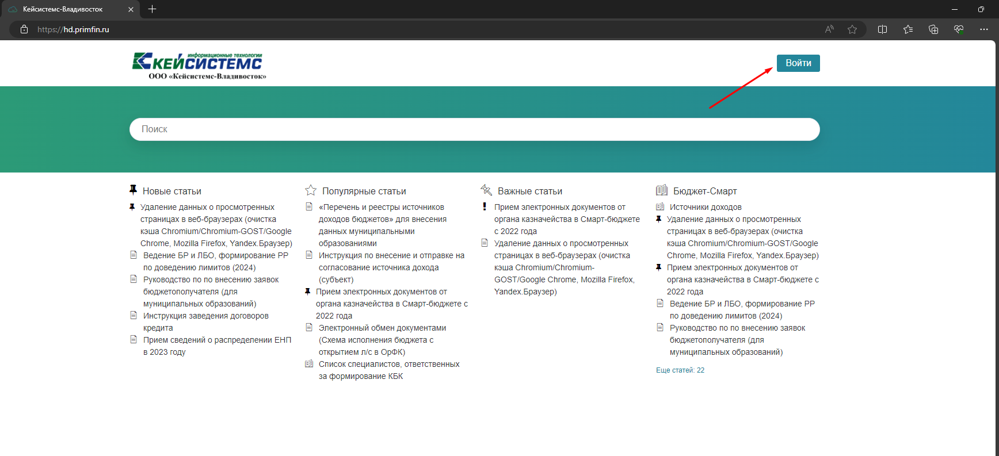 Кейсистемс-Владивосток
https://hd.primfin.ru
информационные технологии
КЕЙСИСТЕМС
ООО «Кейсистемс-Владивосток»
Войти
Поиск
Новые статьи
Удаление данных о просмотренных
страницах в веб-браузерах (очистка
кэша Chromium/Chromium-GOST/Google
Chrome, Mozilla Firefox, Yandex.Браузер)
Ведение БР и ЛБО, формирование РР
по доведению лимитов (2024)
Руководство по по внесению заявок
бюджетополучателя (для
муниципальных образований)
Инструкция заведения договоров
кредита
Прием сведений о распределении ЕНП
в 2023 году
Популярные статьи
«Перечень и реестры источников
доходов бюджетов» для внесения
данных муниципальными
образованиями
Инструкция по внесение и отправке на
согласование источника дохода
(субъект)
Прием электронных документов от
органа казначейства в Смарт-бюджете с
2022 года
Электронный обмен документами
(Схема исполнения бюджета с
открытием л/с в ОрФК)
Список специалистов, ответственных
за формирование КБК
Важные статьи
Прием электронных документов от
органа казначейства в Смарт-бюджете
с 2022 года
Удаление данных о просмотренных
страницах в веб-браузерах (очистка
кэша Chromium/Chromium-
GOST/Google Chrome, Mozilla Firefox,
Yandex.Браузер)
Бюджет-Смарт
Источники доходов
Удаление данных о просмотренных
страницах в веб-браузерах (очистка
кэша Chromium/Chromium-GOST/Google
Chrome, Mozilla Firefox, Yandex.Браузер)
Прием электронных документов от
органа казначейства в Смарт-бюджете с
2022 года
Ведение БР и ЛБО, формирование РР
по доведению лимитов (2024)
Руководство по по внесению заявок
бюджетополучателя (для
муниципальных образований)
Еще статей: 22